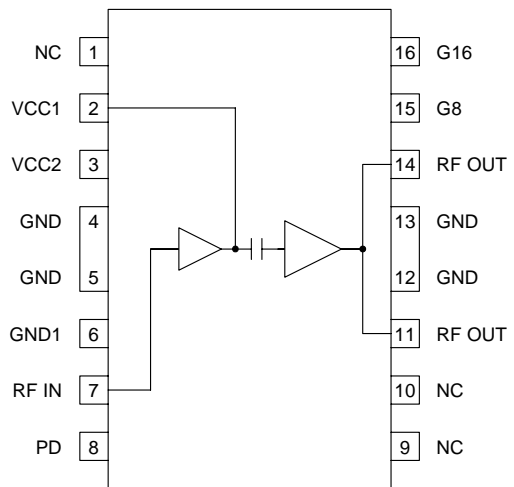 NC 1 16 G16
VCC1 2 15 G8
VCC2 3 14 RF OUT
GND 4 13 GND
GND 5 12 GND
GND1 6 11 RF OUT
RF IN 7 10 NC
PD 8 9 NC